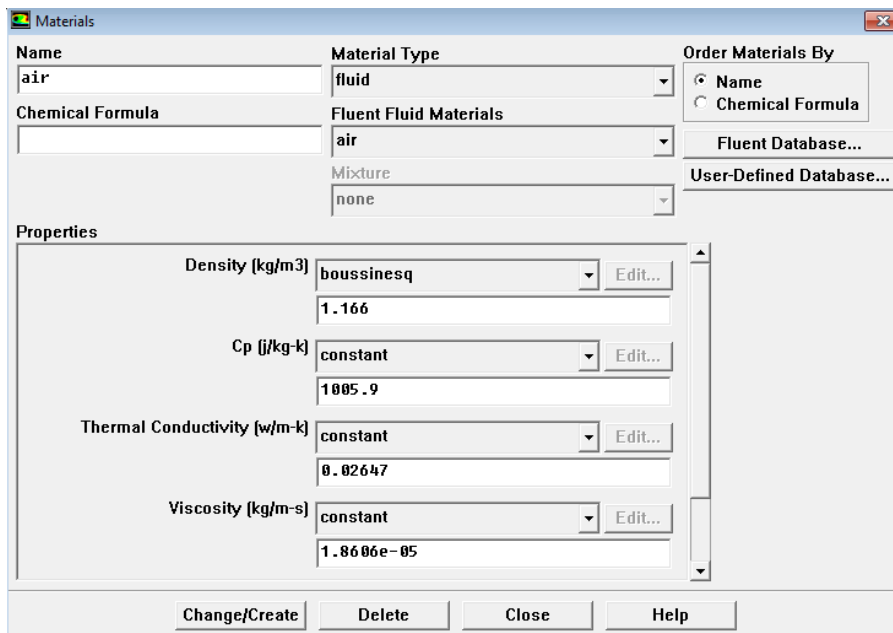 Materials
Name
air
Material Type
fluid
Order Materials By
Name
Chemical Formula
Chemical Formula
Fluent Fluid Materials
air
Fluent Database...
Mixture
none
User-Defined Database...
Properties
Density (kg/m3)
boussinesq
Edit...
1.166
Cp (j/kg-k)
constant
Edit...
1005.9
Thermal Conductivity (w/m-k)
constant
Edit...
0.02647
Viscosity (kg/m-s)
constant
Edit...
1.8606e-05
Change/Create
Delete
Close
Help